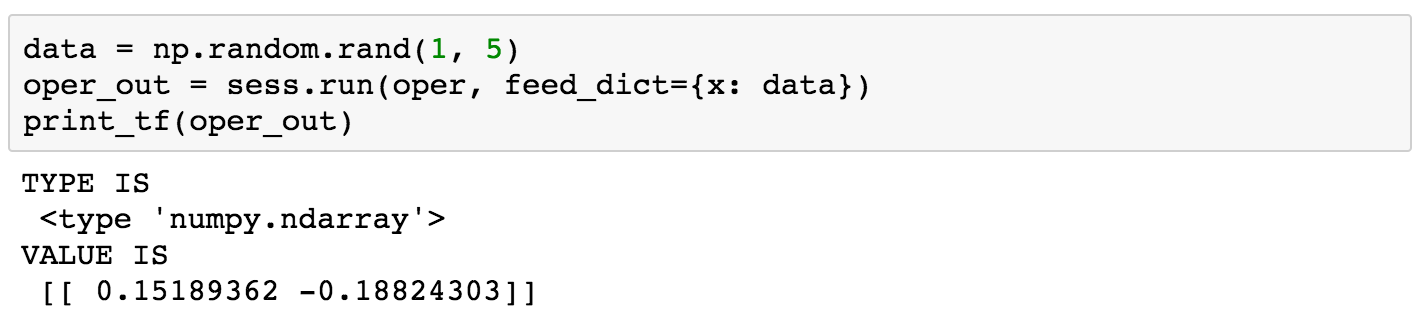 data = np.random.rand(1, 5)
oper_out = sess.run(oper, feed_dict={x: data})
print_tf(oper_out)
TYPE IS
 <type 'numpy.ndarray'>
VALUE IS
 [[ 0.15189362 -0.18824303]]